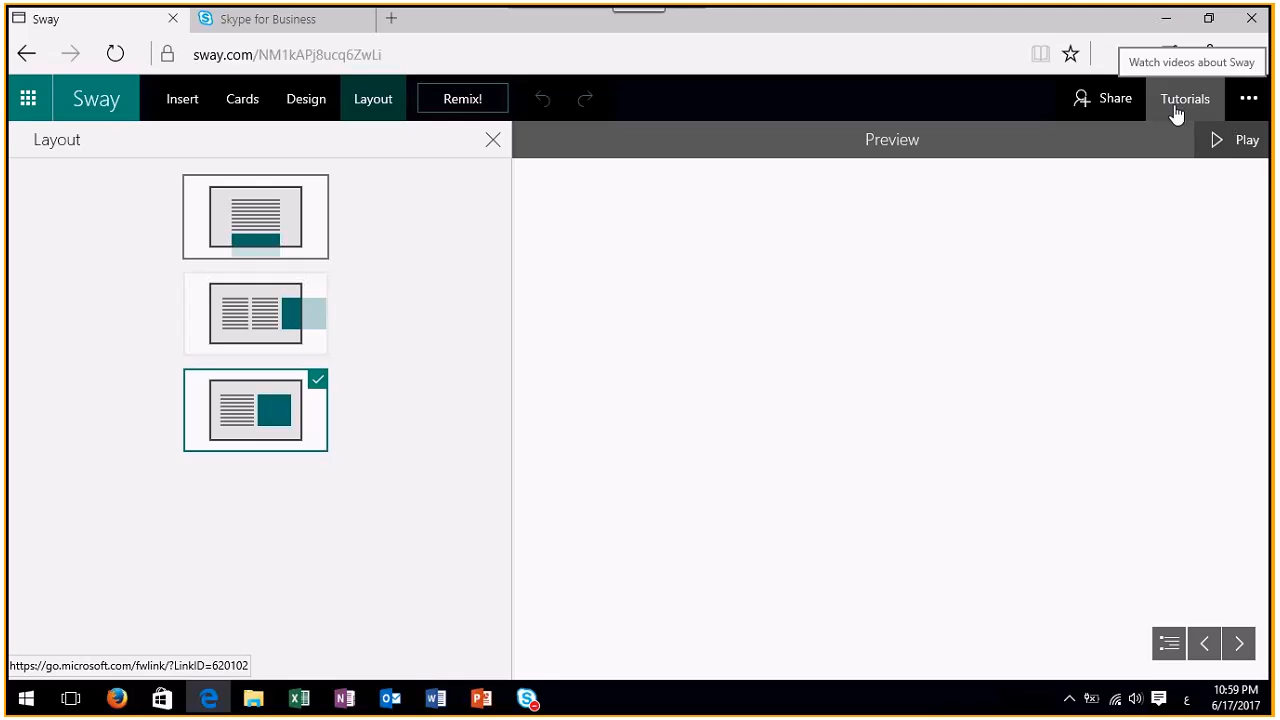 Sway
Skype for Business
sway.com/NM1kAPj8ucq6ZwLi
Watch videos about Sway
Sway
Insert
Cards
Design
Layout
Remix!
Share
Tutorials
Layout
Preview
Play
https://go.microsoft.com/fwlink/?LinkID=620102
ع
10:59 PM
6/17/2017